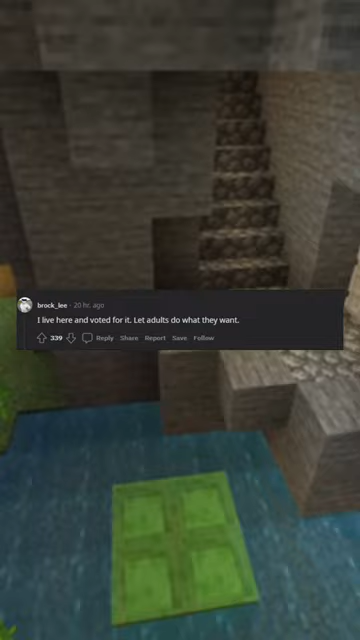 brock_lee · 20 hr. ago
I live here and voted for it. Let adults do what they want.
339 Reply Share Report Save Follow